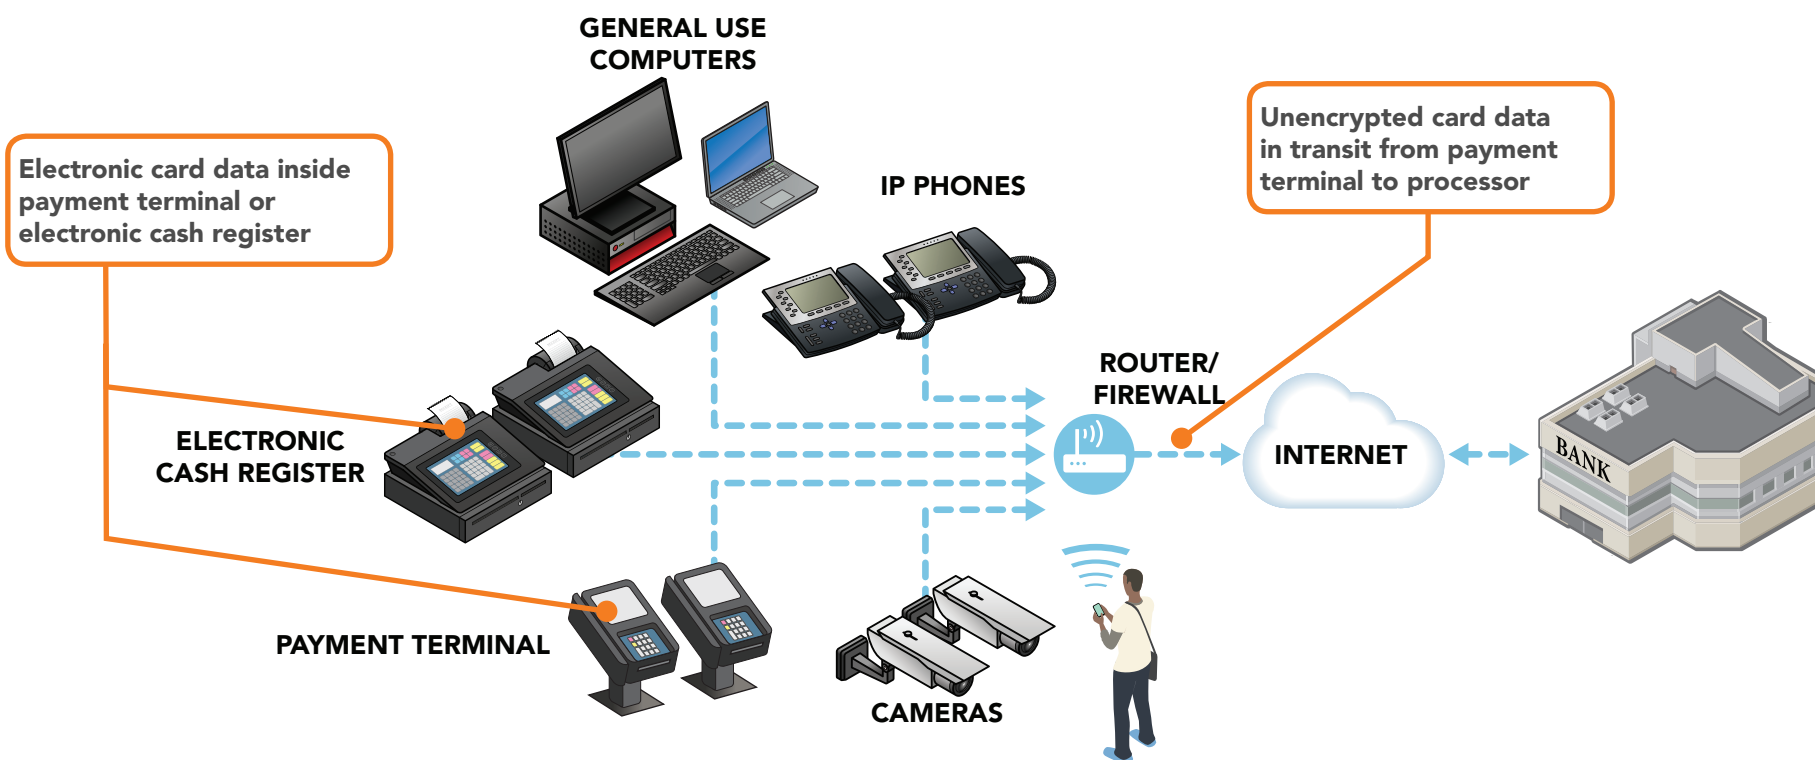 GENERAL USE
COMPUTERS
Electronic card data inside
payment terminal or
electronic cash register
Unencrypted card data
in transit from payment
terminal to processor
IP PHONES
ROUTER/
FIREWALL
ELECTRONIC
CASH REGISTER
INTERNET
BANK
PAYMENT TERMINAL
CAMERAS